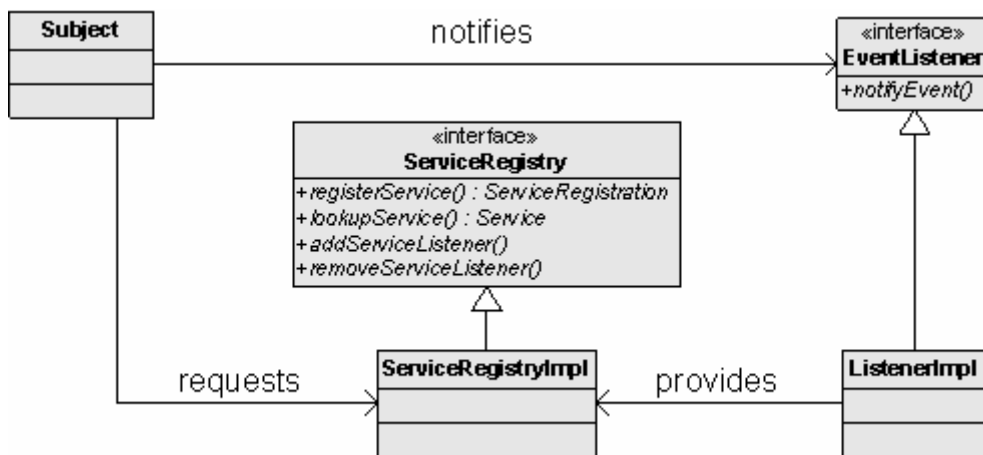 Subject
notifies
«interface»
EventListener
+notifyEvent()
«interface»
ServiceRegistry
+registerService() : ServiceRegistration
+lookupService() : Service
+addServiceListener()
+removeServiceListener()
requests
ServiceRegistryImpl
provides
ListenerImpl